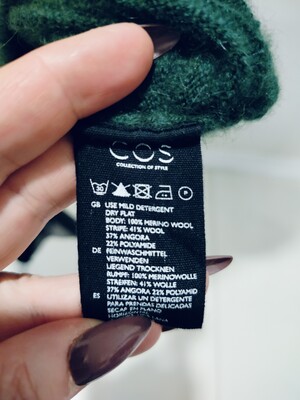 COS
COLLECTION OF STYLE
30
P
GB USE MILD DETERGENT
DRY FLAT
BODY: 100% MERINO WOOL
STRIPE: 41% WOOL
37% ANGORA
22% POLYAMIDE
DE FEINWASCHMITTEL
VERWENDEN
LIEGEND TROCKNEN
RUMPF: 100% MERINOWOLLE
STREIFEN: 41% WOLLE
37% ANGORA 22% POLYAMID
ES UTILIZAR UN DETERGENTE
PARA PRENDAS DELICADAS
SECAR EN PLANO